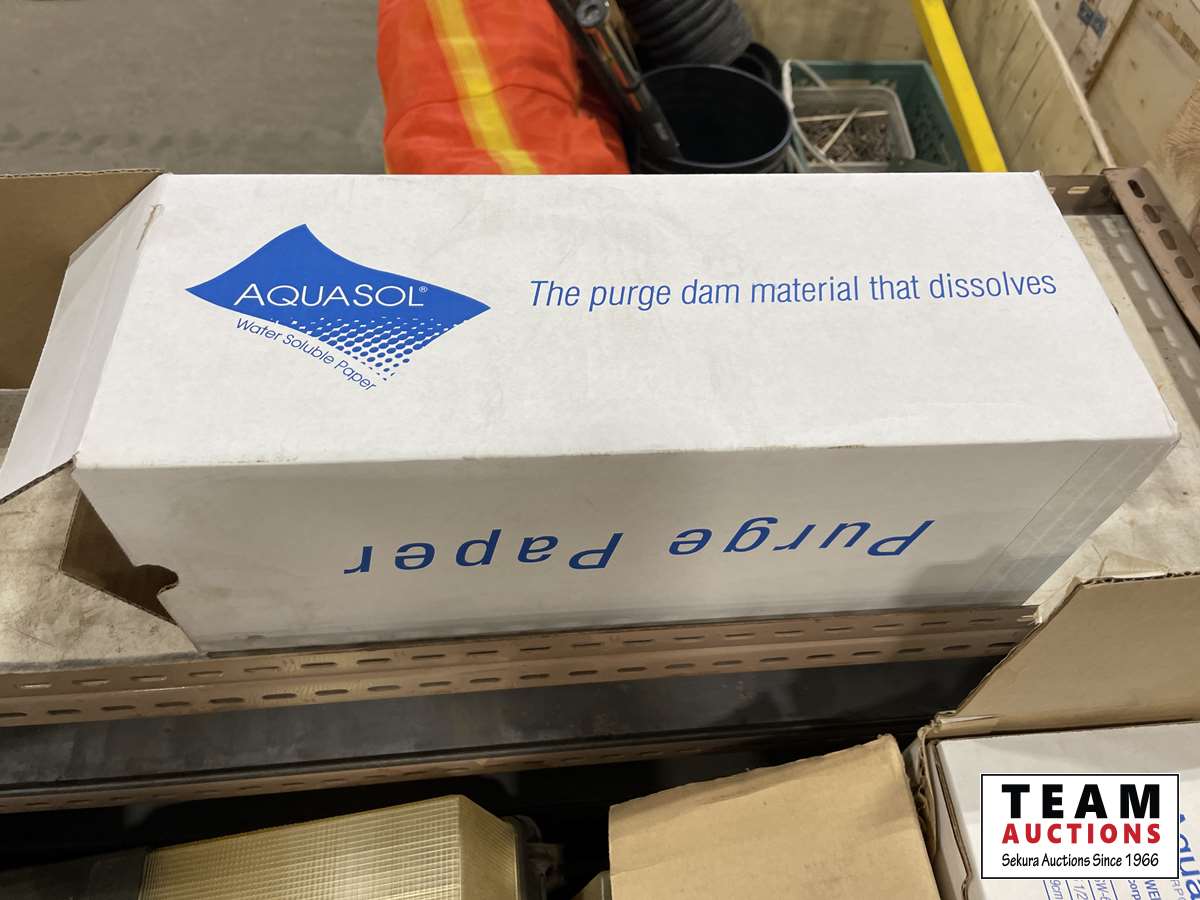 AQUASOL®
Water Soluble Paper
The purge dam material that dissolves
Purge Paper
TEAM
AUCTIONS
Sekura Auctions Since 1966